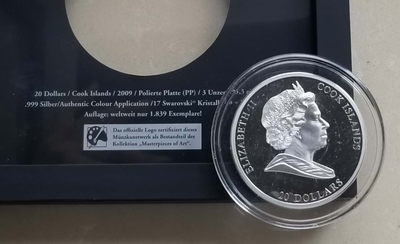 20 Dollars / Cook Islands / 2009 / Polierte Platte (PP) / 3 Unzen
.999 Silber/Authentic Colour Application /17 Swarovski® Kristall
Auflage: weltweit nur 1.839 Exemplare!
Das offizielle Logo zertifiziert dieses
Münzkunstwerk als Bestandteil der
Kollektion „Masterpieces of Art".
ELIZABETH II
COOK ISLANDS
20 DOLLARS